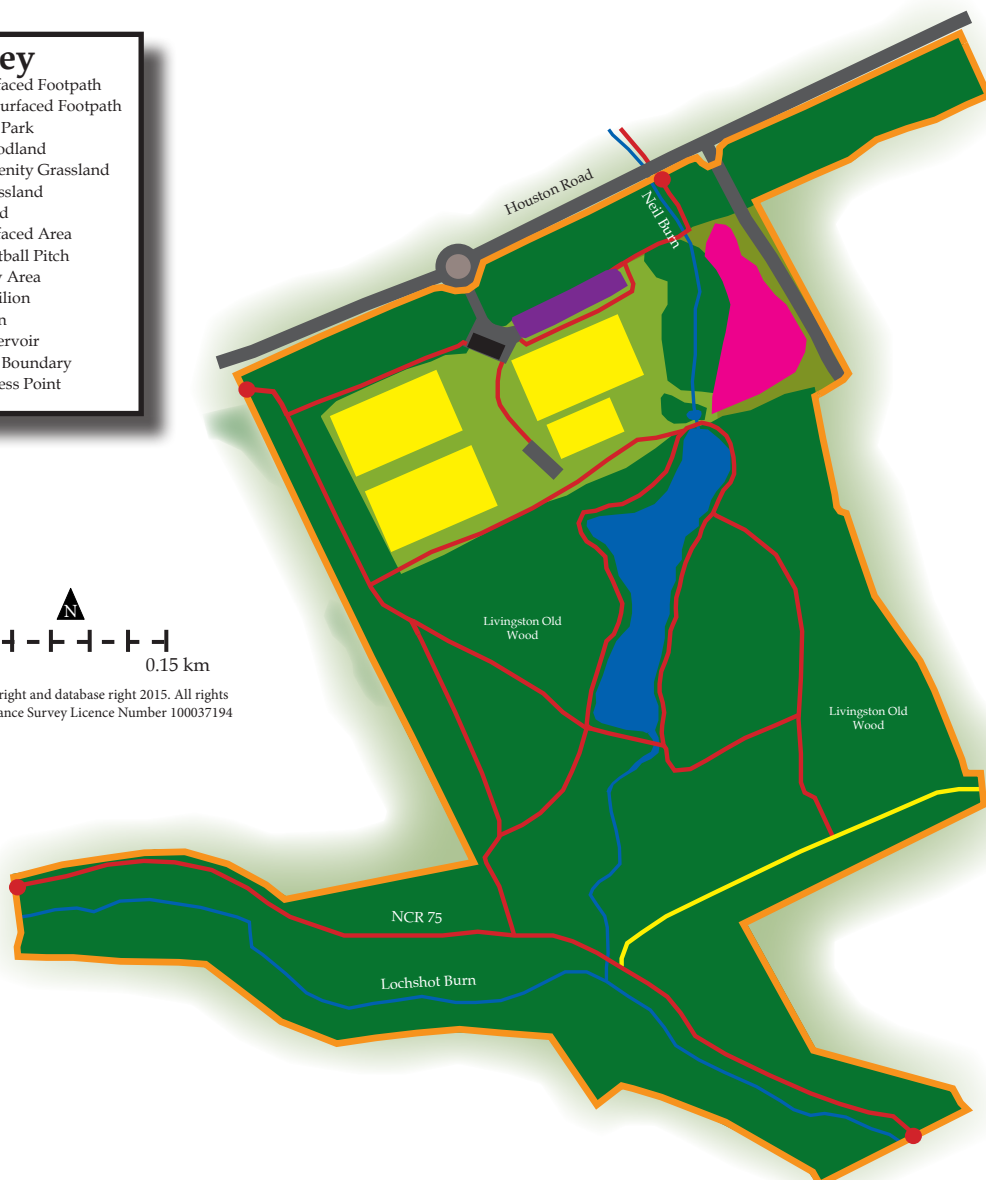 ey
faced Footpath
urfaced Footpath
Park
odland
enity Grassland
ssland
d
faced Area
tball Pitch
y Area
ilion
n
ervoir
Boundary
ess Point
Houston Road
Neil Burn
Livingston Old
Wood
N
0.15 km
right and database right 2015. All rights
ance Survey Licence Number 100037194
Livingston Old
Wood
NCR 75
Lochshot Burn